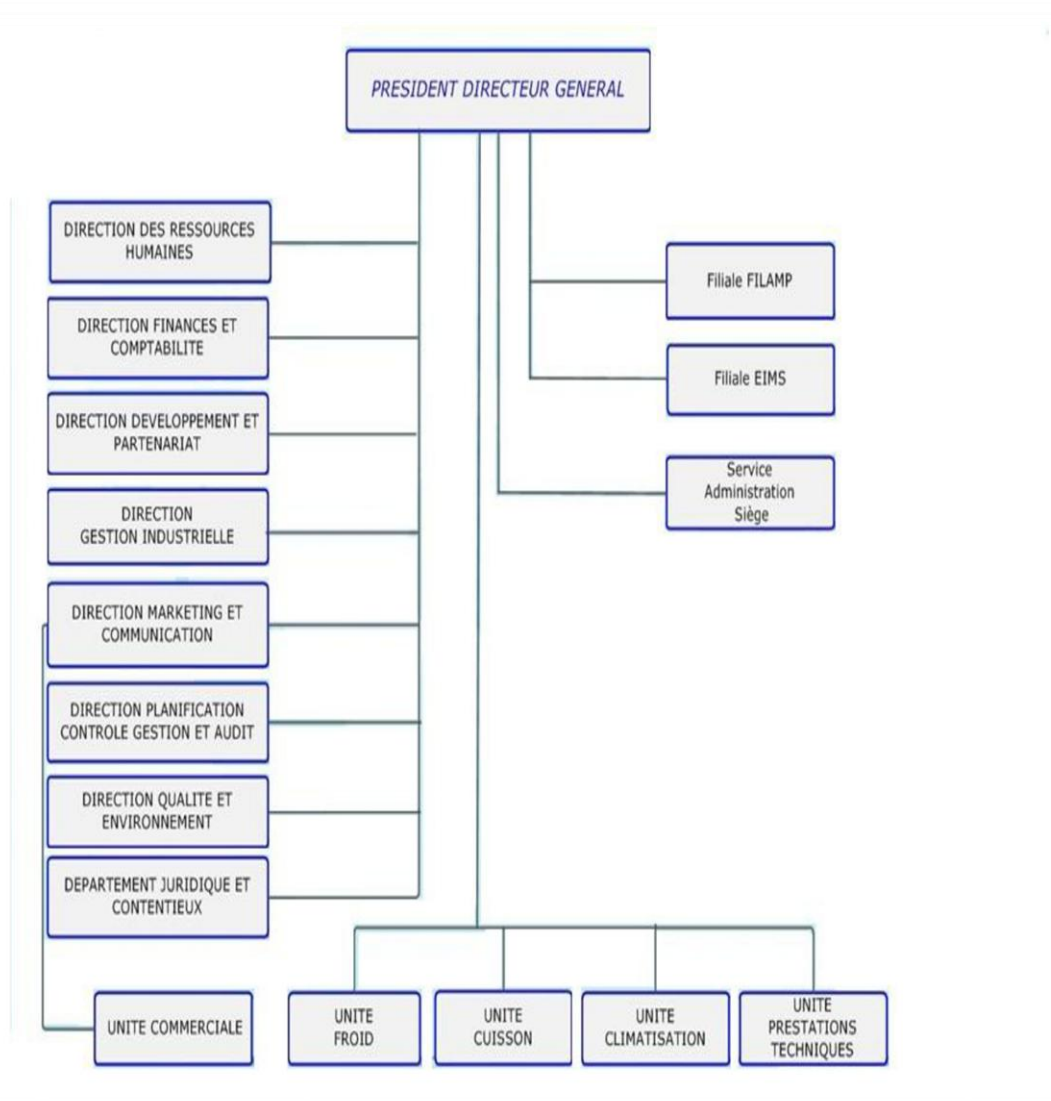 PRESIDENT DIRECTEUR GENERAL
DIRECTION DES RESSOURCES
HUMAINES
DIRECTION FINANCES ET
COMPTABILITE
DIRECTION DEVELOPPEMENT ET
PARTENARIAT
DIRECTION
GESTION INDUSTRIELLE
DIRECTION MARKETING ET
COMMUNICATION
DIRECTION PLANIFICATION
CONTROLE GESTION ET AUDIT
DIRECTION QUALITE ET
ENVIRONNEMENT
DEPARTEMENT JURIDIQUE ET
CONTENTIEUX
Filiale FILAMP
Filiale EIMS
Service
Administration
Siège
UNITE COMMERCIALE
UNITE
FROID
UNITE
CUISSON
UNITE
CLIMATISATION
UNITE
PRESTATIONS
TECHNIQUES